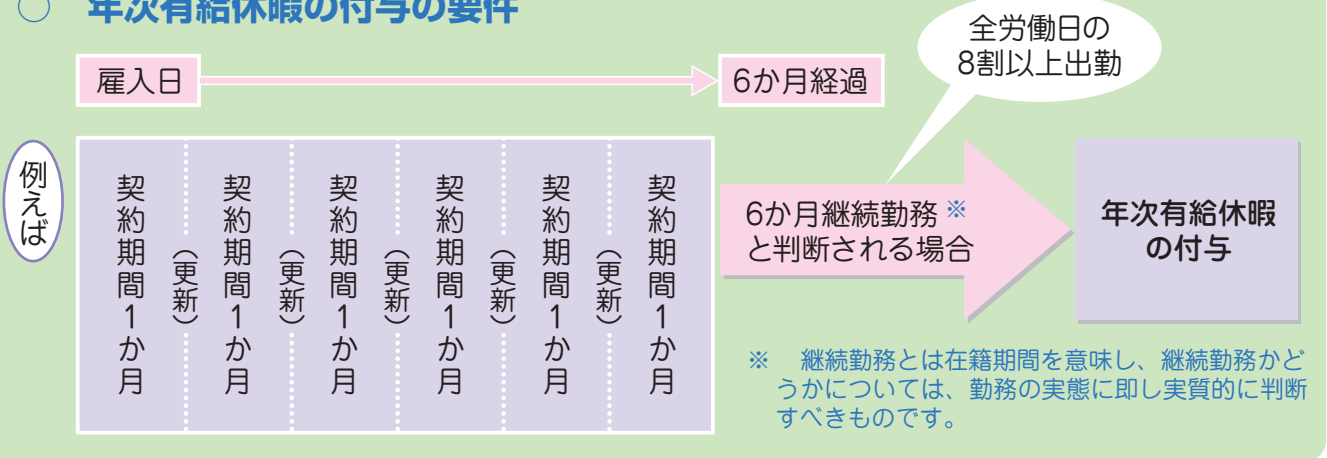 ○ 年次有給休暇の付与の要件
雇入日
6か月経過
全労働日の
8割以上出勤
例えば
契約期間1か月
(更新)
契約期間1か月
(更新)
契約期間1か月
(更新)
契約期間1か月
(更新)
契約期間1か月
(更新)
契約期間1か月
6か月継続勤務※
と判断される場合
年次有給休暇
の付与
※ 継続勤務とは在籍期間を意味し、継続勤務かど
うかについては、勤務の実態に即し実質的に判断
すべきものです。